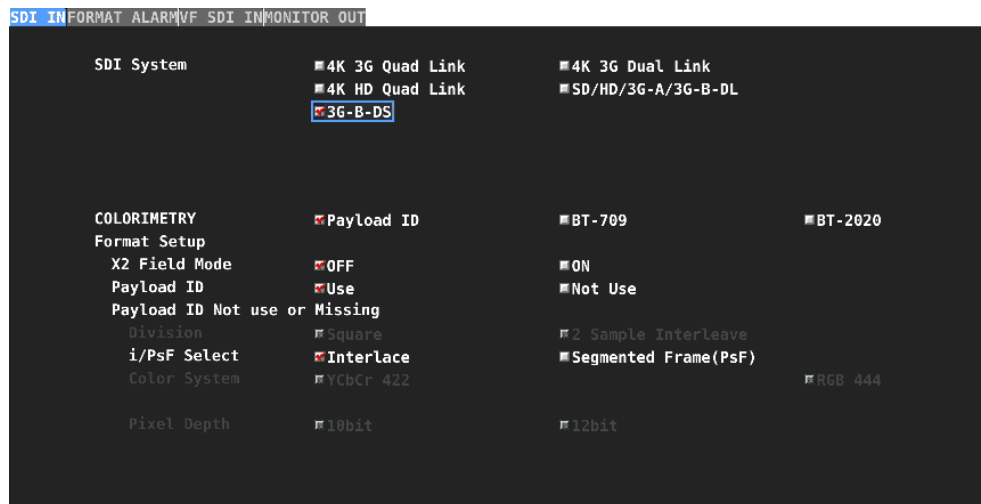 SDI IN FORMAT ALARM VF SDI IN MONITOR OUT
SDI System 4K 3G Quad Link 4K 3G Dual Link
4K HD Quad Link SD/HD/3G-A/3G-B-DL
3G-B-DS
COLORIMETRY Payload ID BT-709 BT-2020
Format Setup
X2 Field Mode OFF ON
Payload ID Use Not Use
Payload ID Not use or Missing
Division Square 2 Sample Interleave
i/PsF Select Interlace Segmented Frame(PsF)
Color System YCbCr 422 RGB 444
Pixel Depth 10bit 12bit